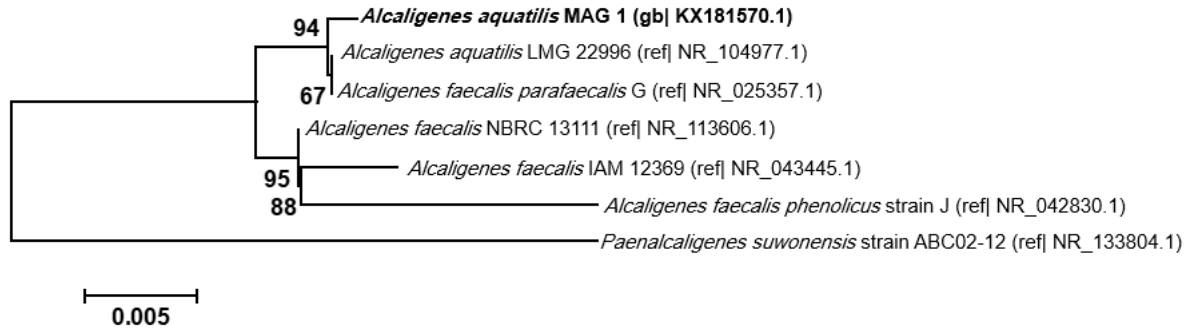 Alcaligenes aquatilis MAG 1 (gb| KX181570.1)
94
Alcaligenes aquatilis LMG 22996 (ref| NR_104977.1)
67
Alcaligenes faecalis parafaecalis G (ref| NR_025357.1)
Alcaligenes faecalis NBRC 13111 (ref| NR_113606.1)
Alcaligenes faecalis IAM 12369 (ref| NR_043445.1)
95
88
Alcaligenes faecalis phenolicus strain J (ref| NR_042830.1)
Paenalcaligenes suwonensis strain ABC02-12 (ref| NR_133804.1)
0.005